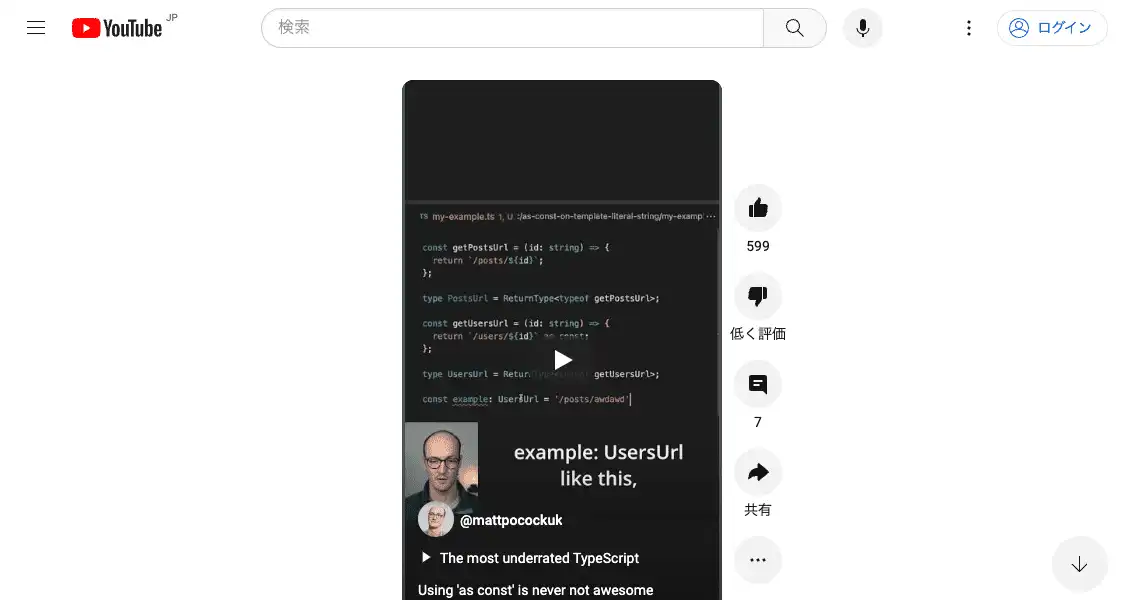 YouTube JP
検索
ログイン
TS my-example.ts 1, U :/as-const-on-template-literal-string/my-exampl ...
const getPostsUrl = (id: string) => {
return `/posts/${id}`;
};
type PostsUrl = ReturnType<typeof getPostsUrl>;
const getUsersUrl = (id: string) => {
return `/users/${id}` as const;
};
type UsersUrl = ReturnType<typeof getUsersUrl>;
const example: UsersUrl = '/posts/awdawd'
example: UsersUrl
like this,
@mattpocockuk
The most underrated TypeScript
Using 'as const' is never not awesome
599
低く評価
7
共有